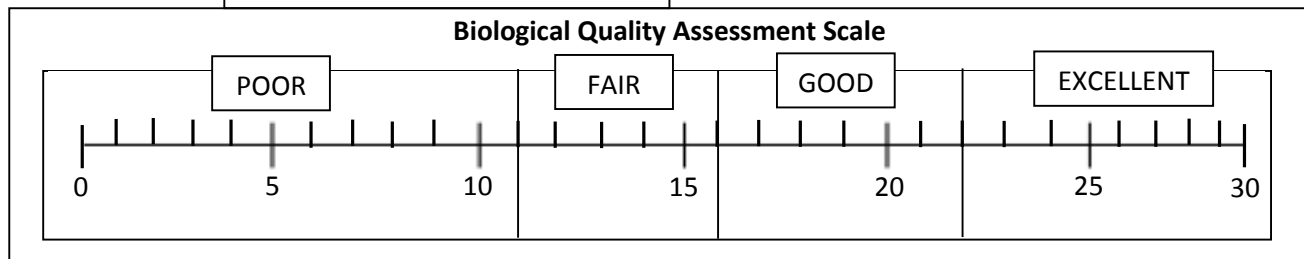 Biological Quality Assessment Scale
POOR FAIR GOOD EXCELLENT
0 5 10 15 20 25 30